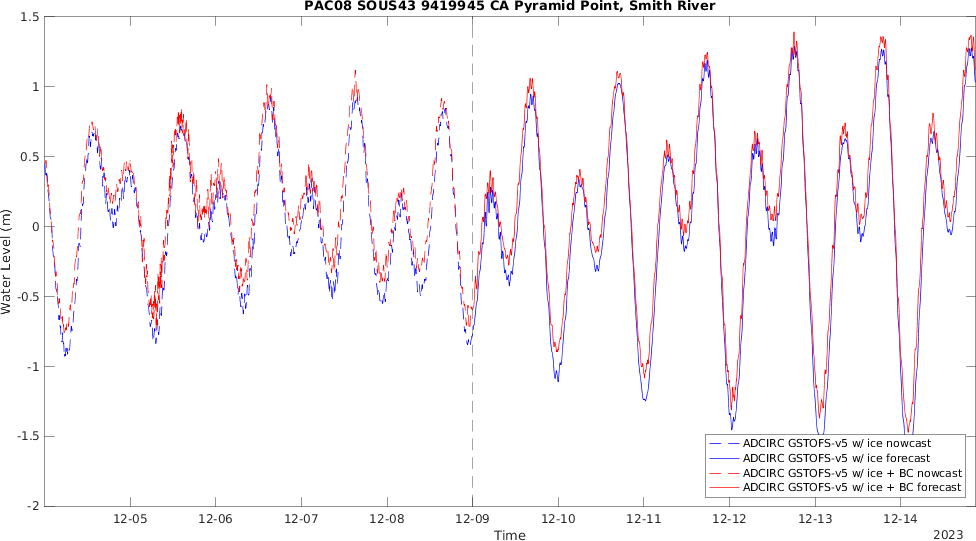 PAC08 SOUS43 9419945 CA Pyramid Point, Smith River
1.5
1
0.5
0
-0.5
-1
-1.5
-2
Water Level (m)
ADCIRC GSTOFS-v5 w/ ice nowcast
ADCIRC GSTOFS-v5 w/ ice forecast
ADCIRC GSTOFS-v5 w/ ice + BC nowcast
ADCIRC GSTOFS-v5 w/ ice + BC forecast
12-05 12-06 12-07 12-08 12-09 12-10 12-11 12-12 12-13 12-14
Time
2023